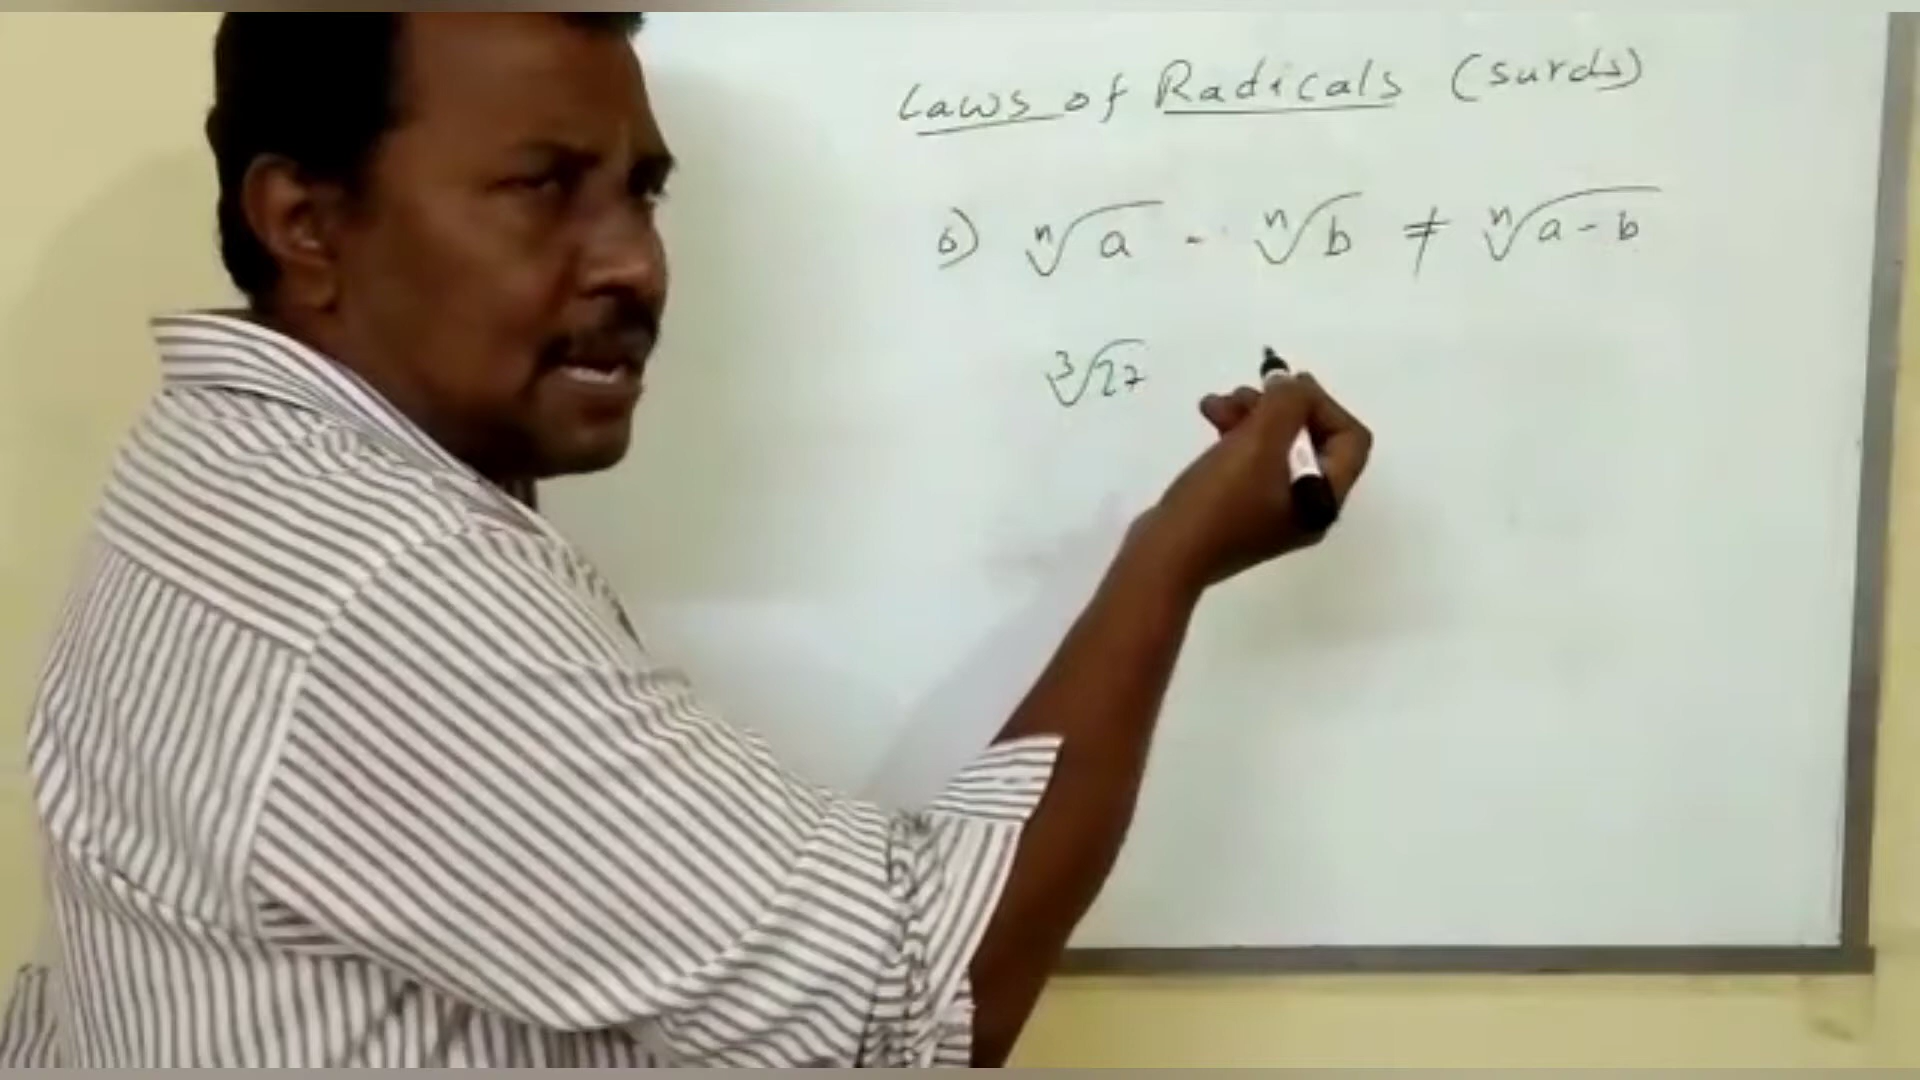 Laws of Radicals (surds)
6) ⁿ√a - ⁿ√b ≠ ⁿ√a-b
³√27